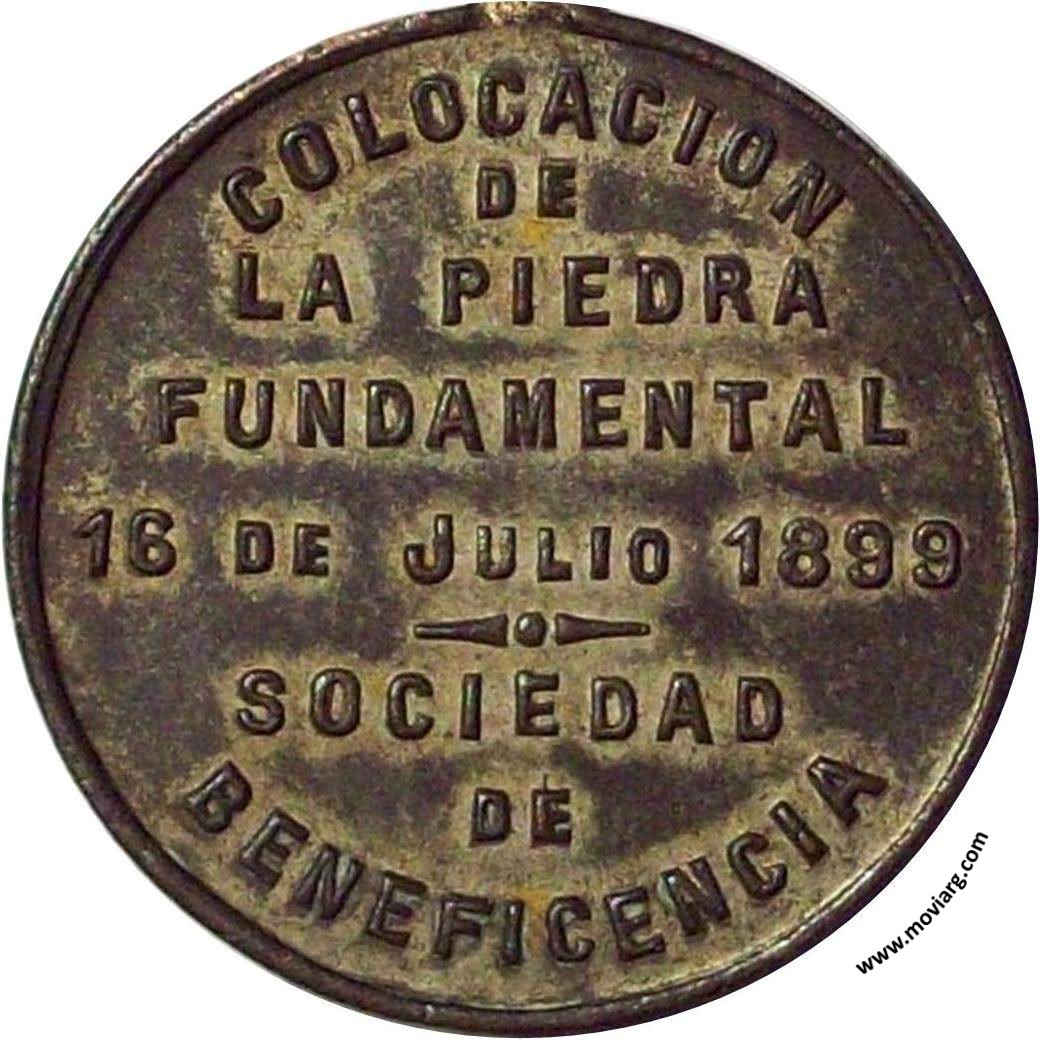 COLOCACION
DE
LA PIEDRA
FUNDAMENTAL
16 DE JULIO 1899
SOCIEDAD
DE
BENEFICENCIA
www.moviarg.com